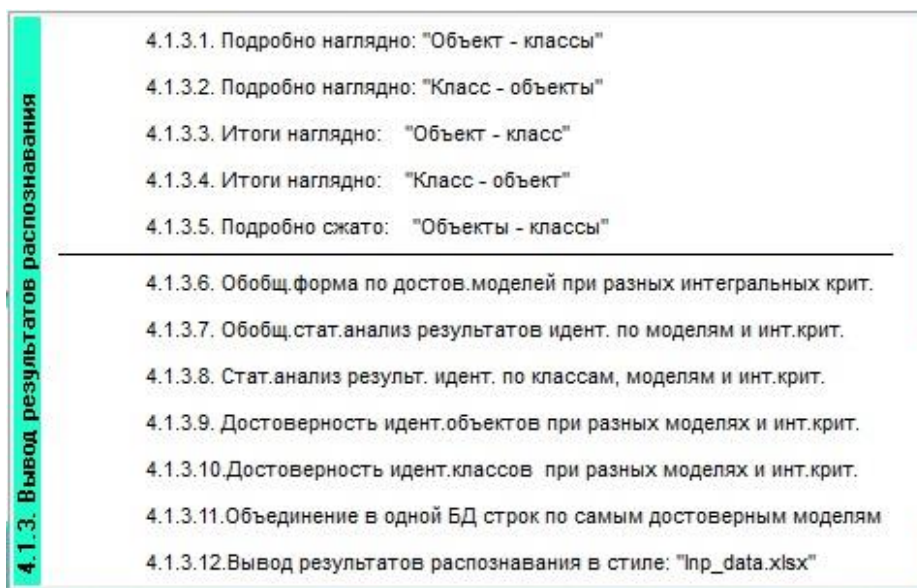 4.1.3. Вывод результатов распознавания
4.1.3.1. Подробно наглядно: "Объект - классы"
4.1.3.2. Подробно наглядно: "Класс - объекты"
4.1.3.3. Итоги наглядно: "Объект - класс"
4.1.3.4. Итоги наглядно: "Класс - объект"
4.1.3.5. Подробно сжато: "Объекты - классы"
4.1.3.6. Обобщ.форма по достов.моделей при разных интегральных крит.
4.1.3.7. Обобщ.стат.анализ результатов идент. по моделям и инт.крит.
4.1.3.8. Стат.анализ результ. идент. по классам, моделям и инт.крит.
4.1.3.9. Достоверность идент.объектов при разных моделях и инт.крит.
4.1.3.10.Достоверность идент.классов при разных моделях и инт.крит.
4.1.3.11.Объединение в одной БД строк по самым достоверным моделям
4.1.3.12.Вывод результатов распознавания в стиле: "Inp_data.xlsx"